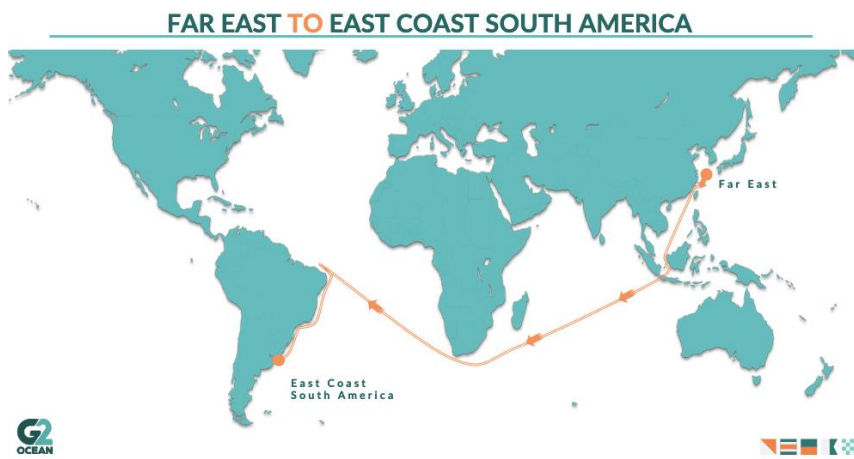 FAR EAST TO EAST COAST SOUTH AMERICA
Far East
East Coast
South America
G2
OCEAN